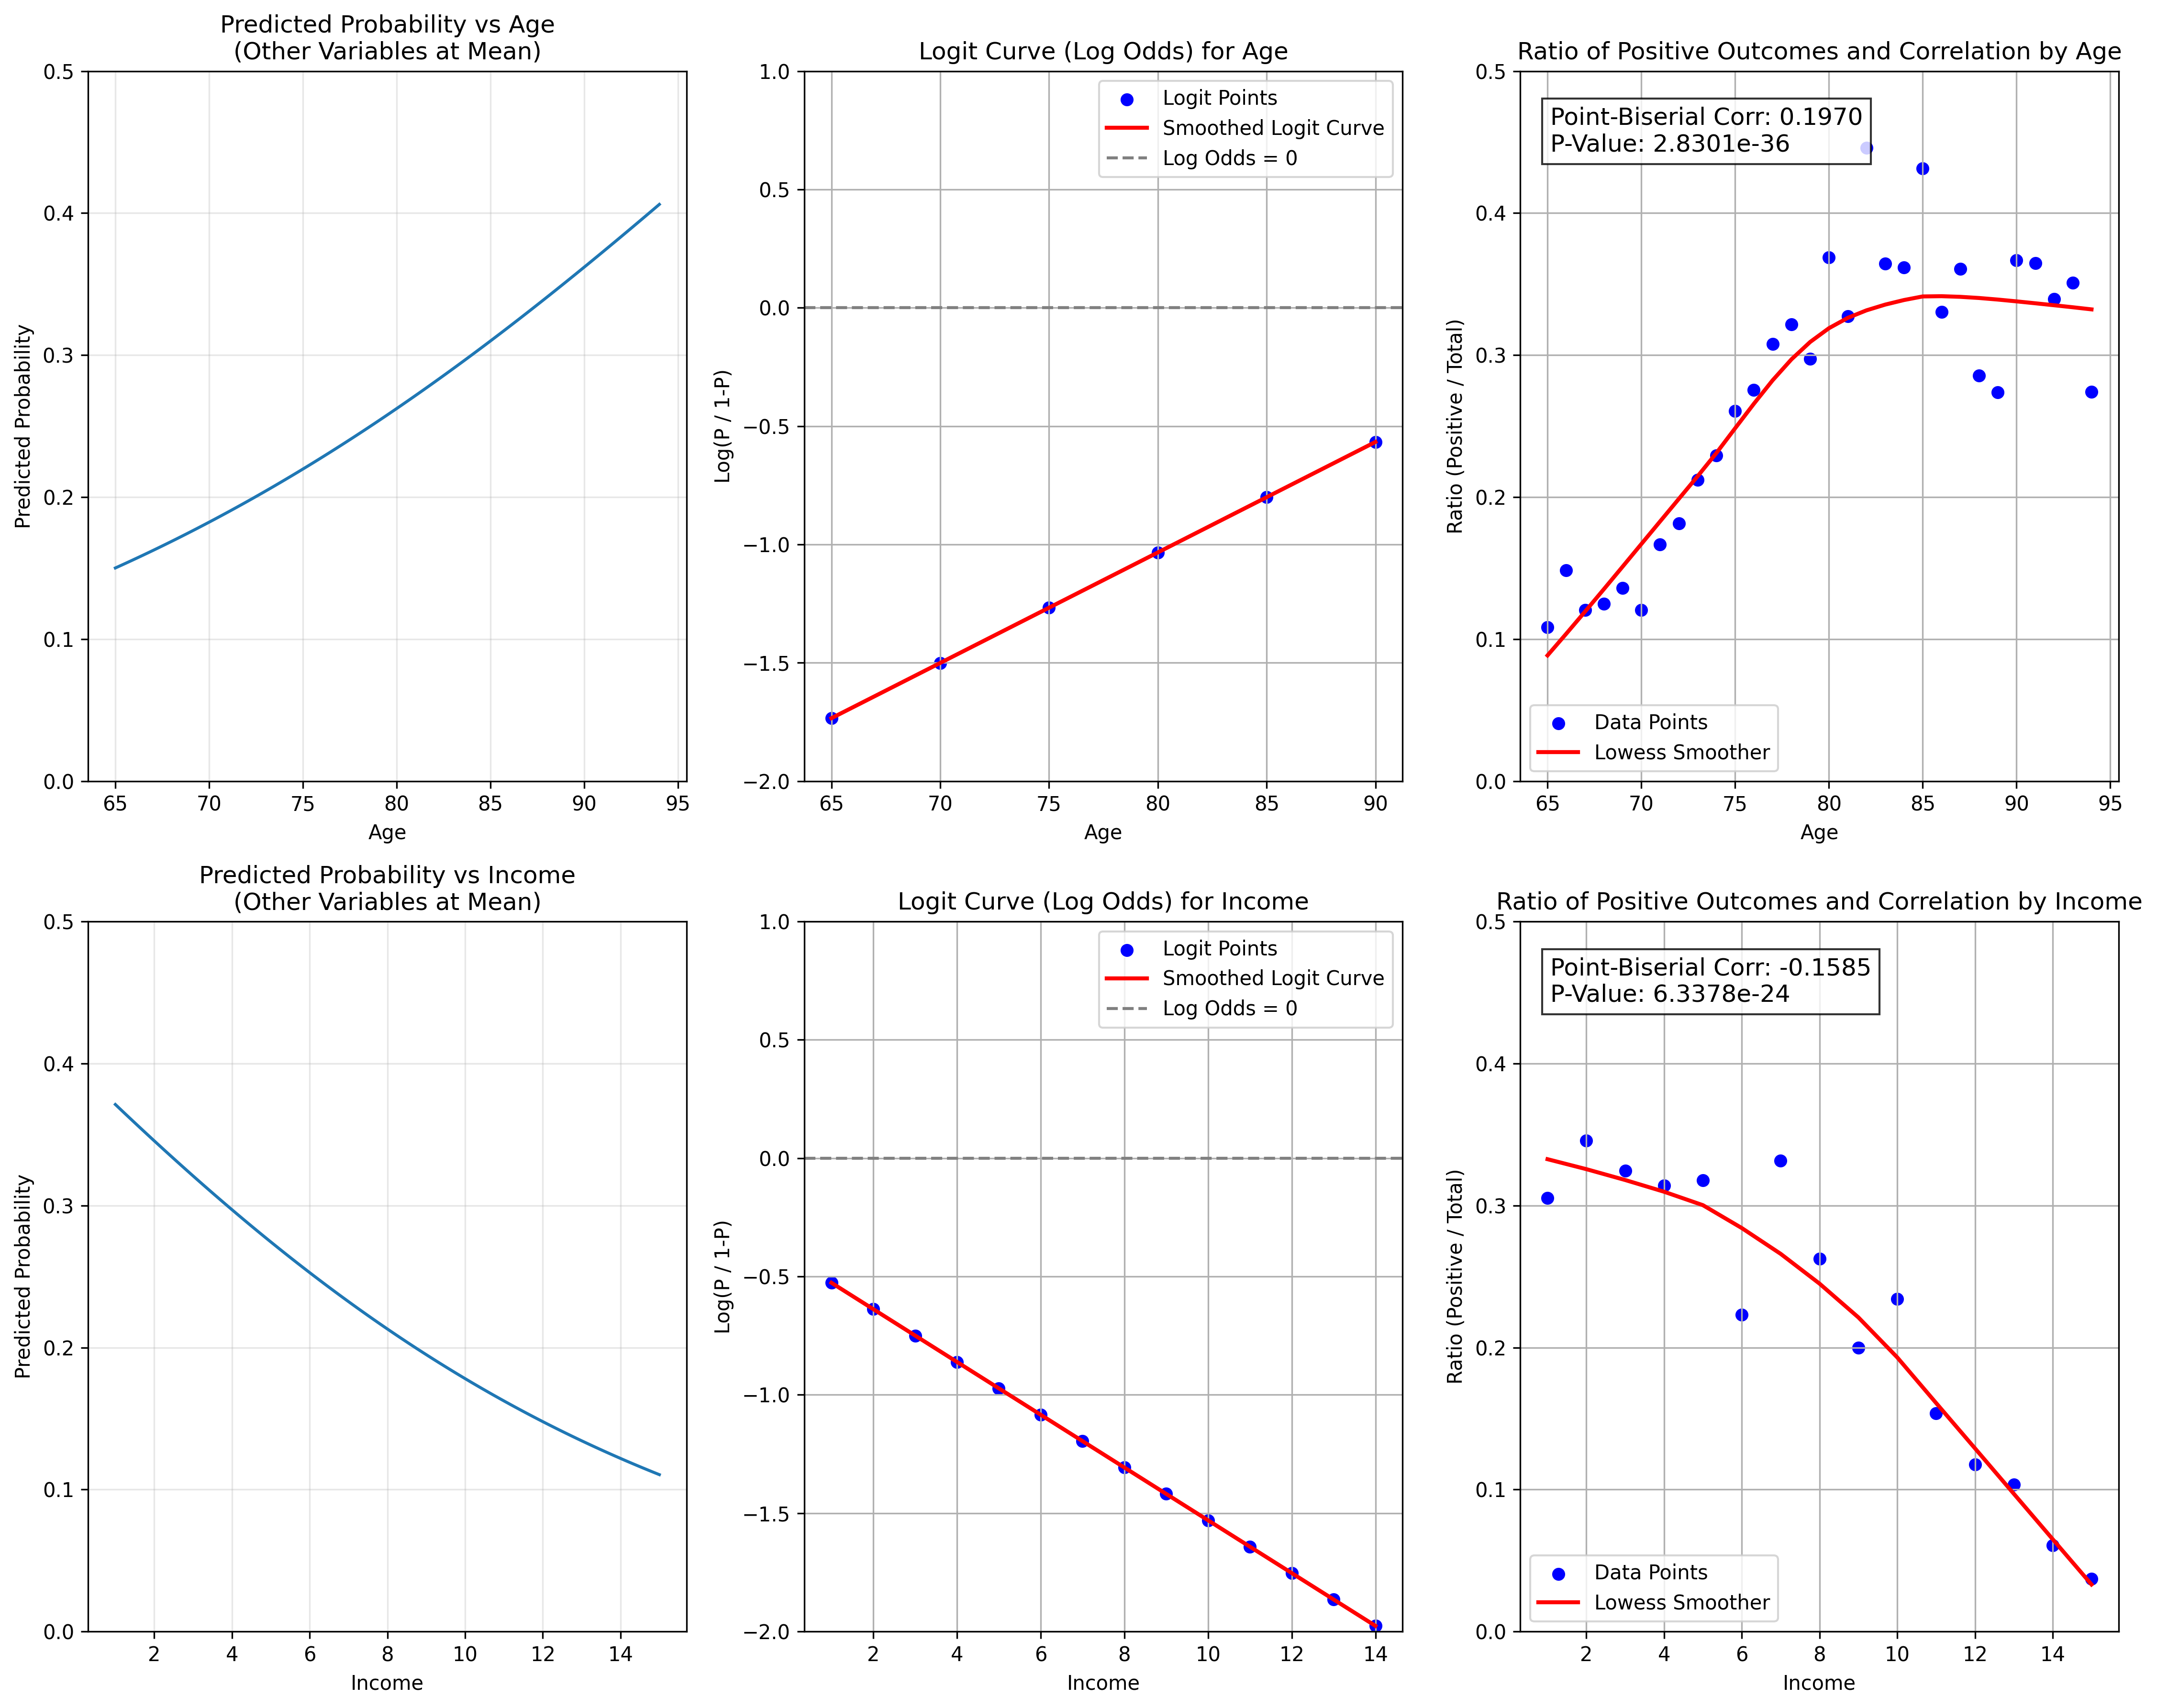 Predicted Probability vs Age
(Other Variables at Mean)
0.5
0.4
0.3
0.2
0.1
0.0
Predicted Probability
65 70 75 80 85 90 95
Age
Logit Curve (Log Odds) for Age
1.0
0.5
0.0
−0.5
−1.0
−1.5
−2.0
Log(P / 1-P)
Logit Points
Smoothed Logit Curve
Log Odds = 0
65 70 75 80 85 90
Age
Ratio of Positive Outcomes and Correlation by Age
0.5
0.4
0.3
0.2
0.1
0.0
Ratio (Positive / Total)
Point-Biserial Corr: 0.1970
P-Value: 2.8301e-36
Data Points
Lowess Smoother
65 70 75 80 85 90 95
Age
Predicted Probability vs Income
(Other Variables at Mean)
0.5
0.4
0.3
0.2
0.1
0.0
Predicted Probability
2 4 6 8 10 12 14
Income
Logit Curve (Log Odds) for Income
1.0
0.5
0.0
−0.5
−1.0
−1.5
−2.0
Log(P / 1-P)
Logit Points
Smoothed Logit Curve
Log Odds = 0
2 4 6 8 10 12 14
Income
Ratio of Positive Outcomes and Correlation by Income
0.5
0.4
0.3
0.2
0.1
0.0
Ratio (Positive / Total)
Point-Biserial Corr: -0.1585
P-Value: 6.3378e-24
Data Points
Lowess Smoother
2 4 6 8 10 12 14
Income